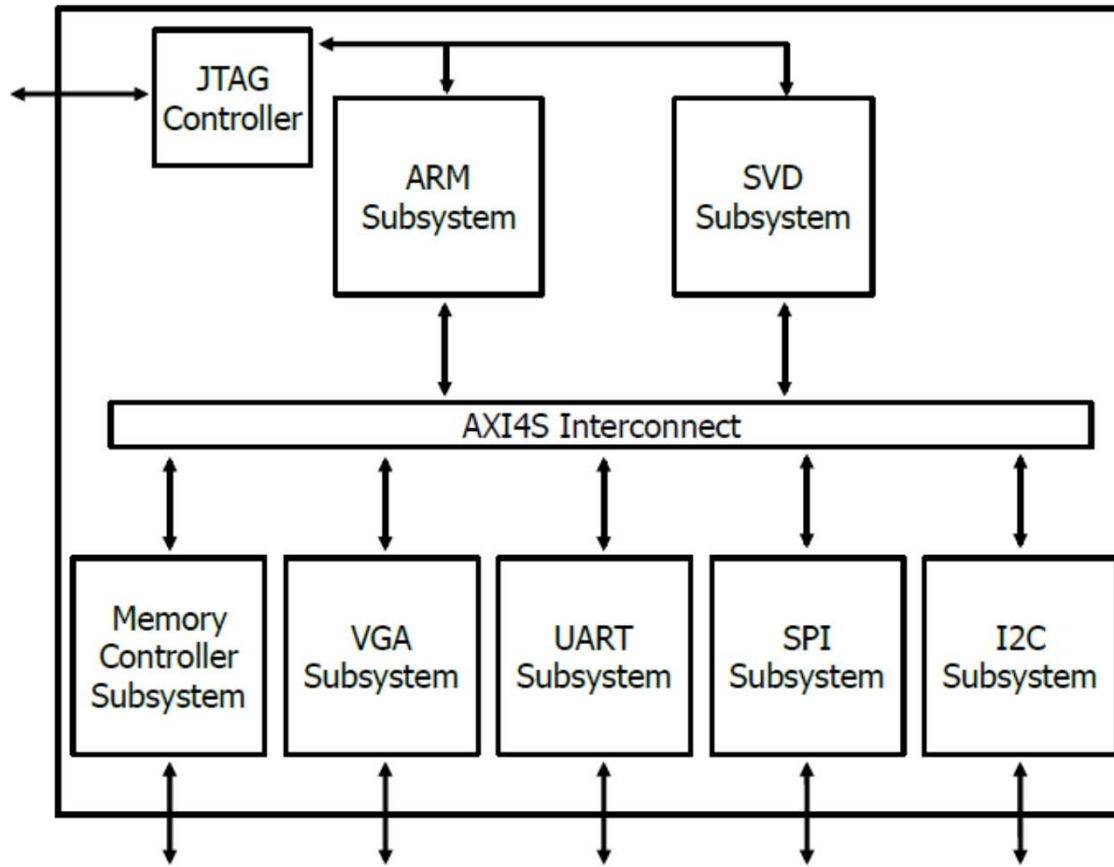 JTAG
Controller
ARM
Subsystem
SVD
Subsystem
AXI4S Interconnect
Memory
Controller
Subsystem
VGA
Subsystem
UART
Subsystem
SPI
Subsystem
I2C
Subsystem